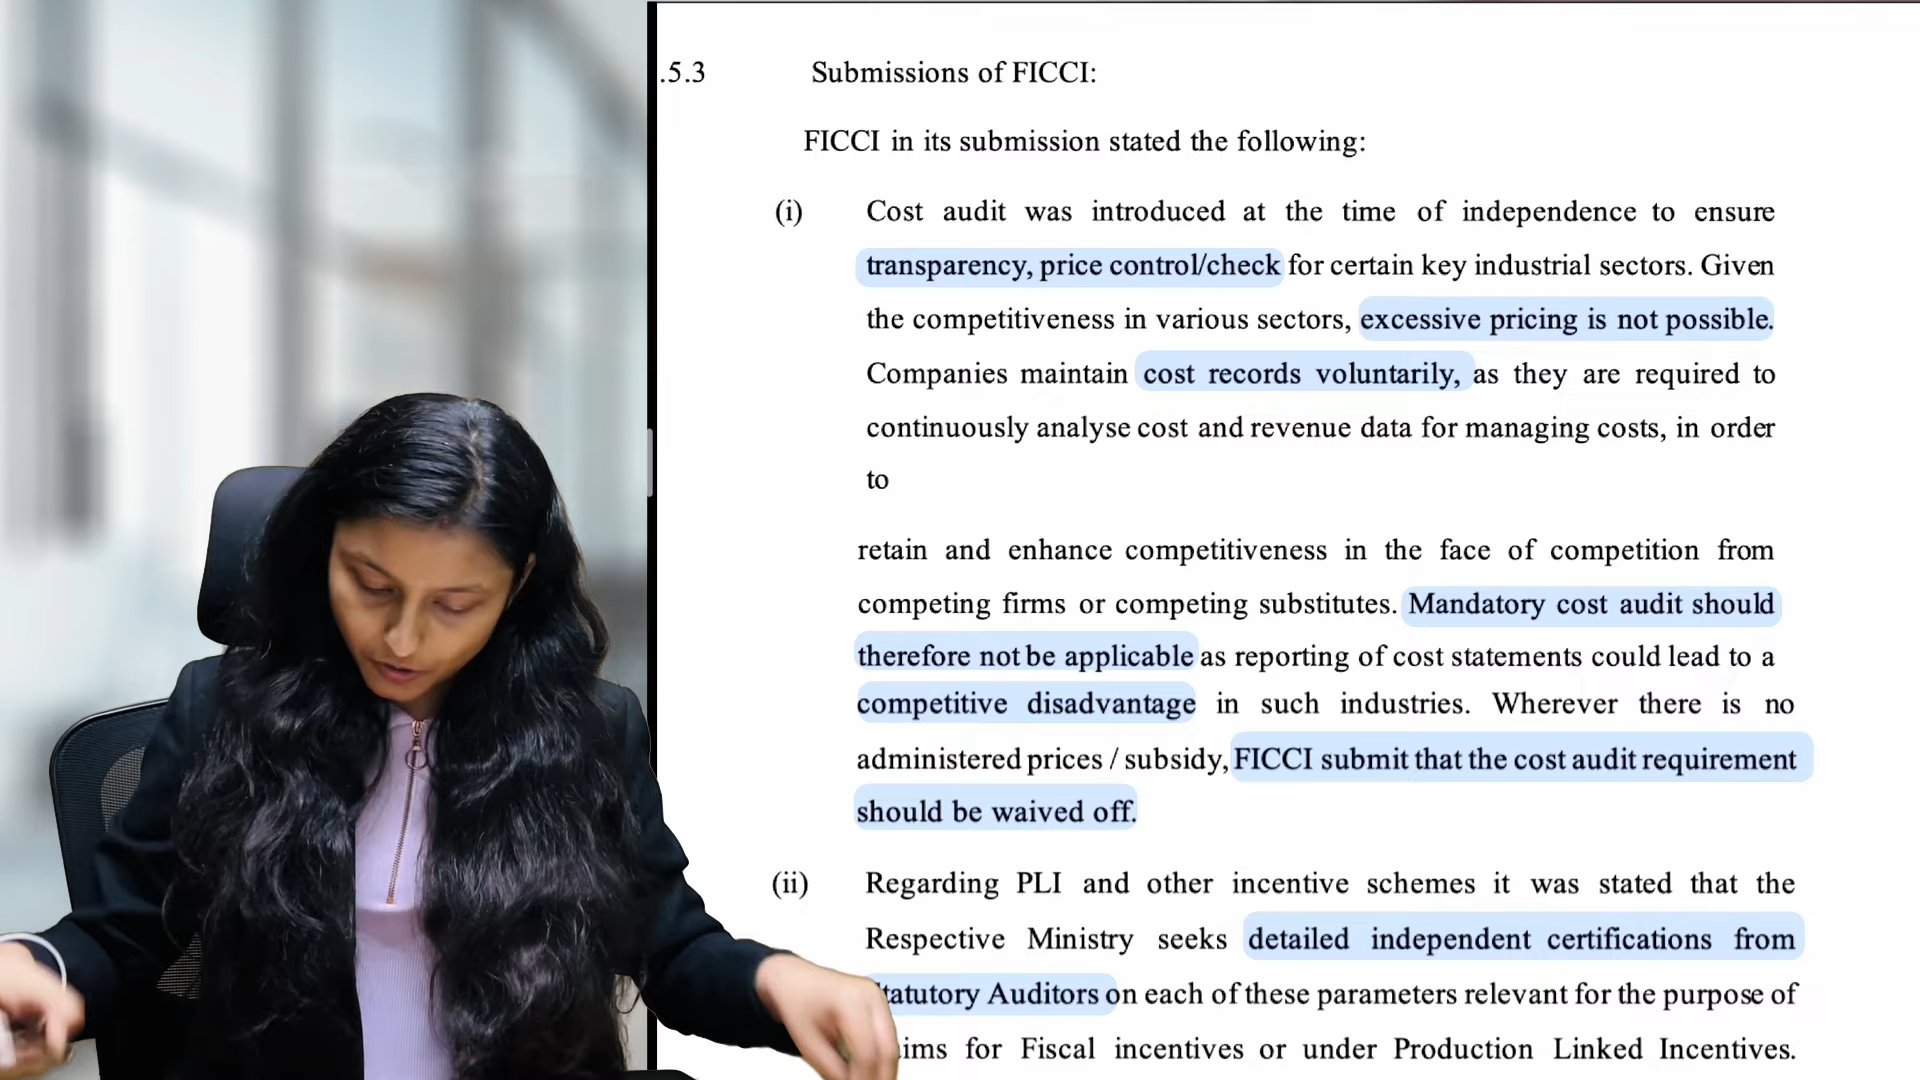 .5.3 Submissions of FICCI:
FICCI in its submission stated the following:
(i) Cost audit was introduced at the time of independence to ensure
transparency, price control/check for certain key industrial sectors. Given
the competitiveness in various sectors, excessive pricing is not possible.
Companies maintain cost records voluntarily, as they are required to
continuously analyse cost and revenue data for managing costs, in order
to
retain and enhance competitiveness in the face of competition from
competing firms or competing substitutes. Mandatory cost audit should
therefore not be applicable as reporting of cost statements could lead to a
competitive disadvantage in such industries. Wherever there is no
administered prices / subsidy, FICCI submit that the cost audit requirement
should be waived off.
(ii) Regarding PLI and other incentive schemes it was stated that the
Respective Ministry seeks detailed independent certifications from
tatutory Auditors on each of these parameters relevant for the purpose of
ims for Fiscal incentives or under Production Linked Incentives.